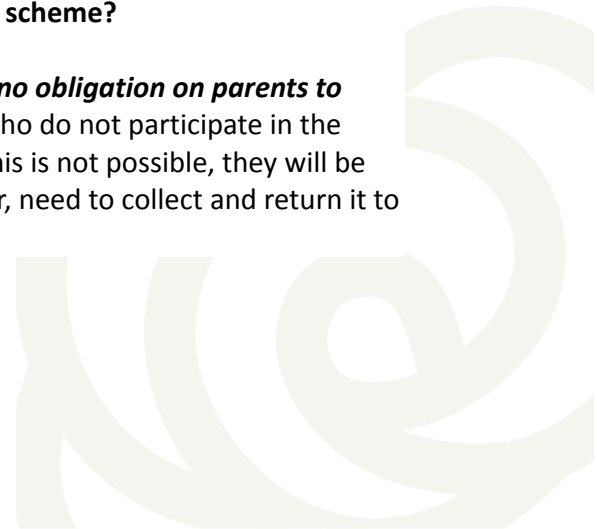 scheme?
no obligation on parents to
ho do not participate in the
his is not possible, they will be
r, need to collect and return it to